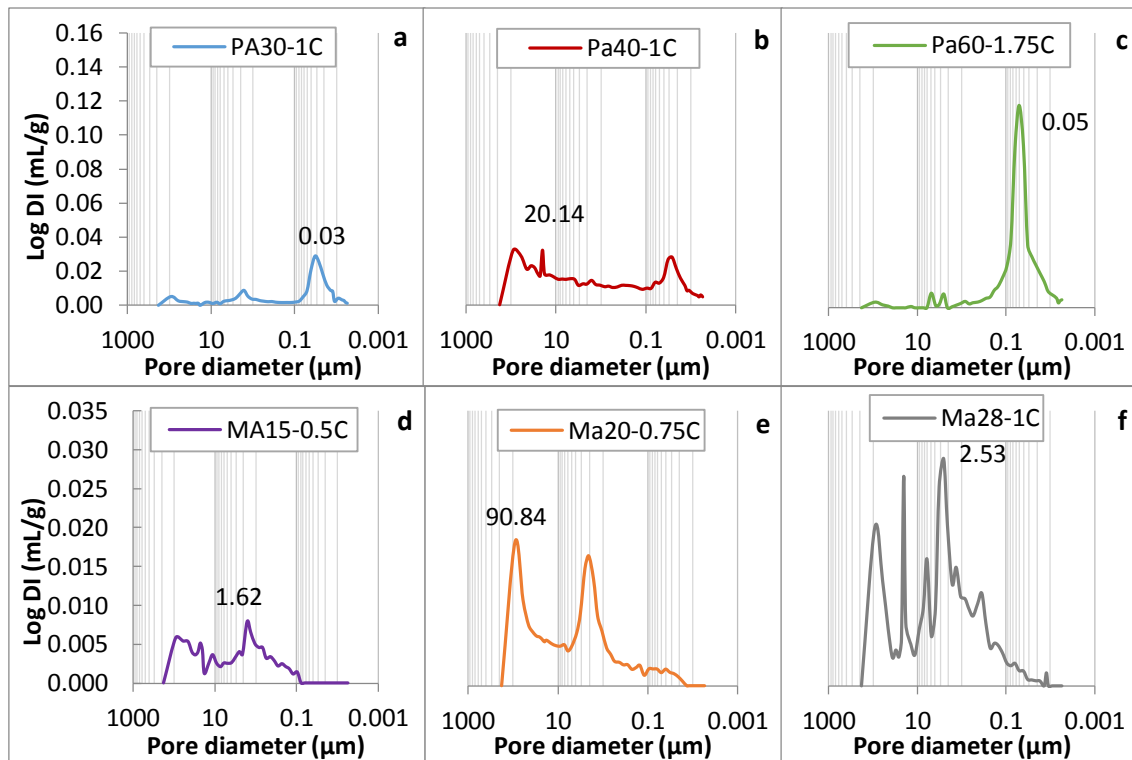 PA30-1C
a
Log DI (mL/g)
0.16
0.14
0.12
0.10
0.08
0.06
0.04
0.02
0.00
0.03
1000 10 0.1 0.001
Pore diameter (µm)
Pa40-1C
b
20.14
1000 10 0.1 0.001
Pore diameter (µm)
Pa60-1.75C
c
0.05
1000 10 0.1 0.001
Pore diameter (µm)
MA15-0.5C
d
Log DI (mL/g)
0.035
0.030
0.025
0.020
0.015
0.010
0.005
0.000
1.62
1000 10 0.1 0.001
Pore diameter (µm)
Ma20-0.75C
e
90.84
1000 10 0.1 0.001
Pore diameter (µm)
Ma28-1C
f
2.53
1000 10 0.1 0.001
Pore diameter (µm)